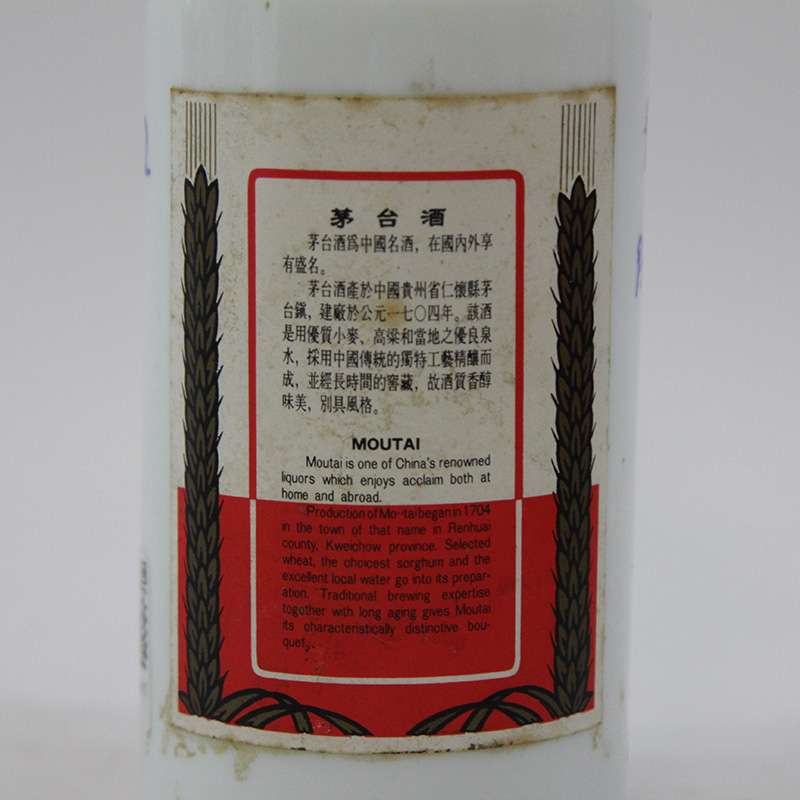 茅台酒
茅台酒爲中國名酒，在國內外享
有盛名。
茅台酒產於中國貴州省仁懷縣茅
台鎭，建廠於公元一七〇四年。該酒
是用優質小麥、高粱和當地之優良泉
水，採用中國傳統的獨特工藝精釀而
成，並經長時間的窖藏，故酒質香醇
味美，別具風格。
MOUTAI
Moutai is one of China's renowned
liquors which enjoys acclaim both at
home and abroad.
Production of Mo-tai began in 1704
in the town of that name in Renhuai
county, Kweichow province. Selected
wheat, the choicest sorghum and the
excellent local water go into its prepar-
ation. Traditional brewing expertise
together with long aging gives Moutai
its characteristically distinctive bou-
quet.